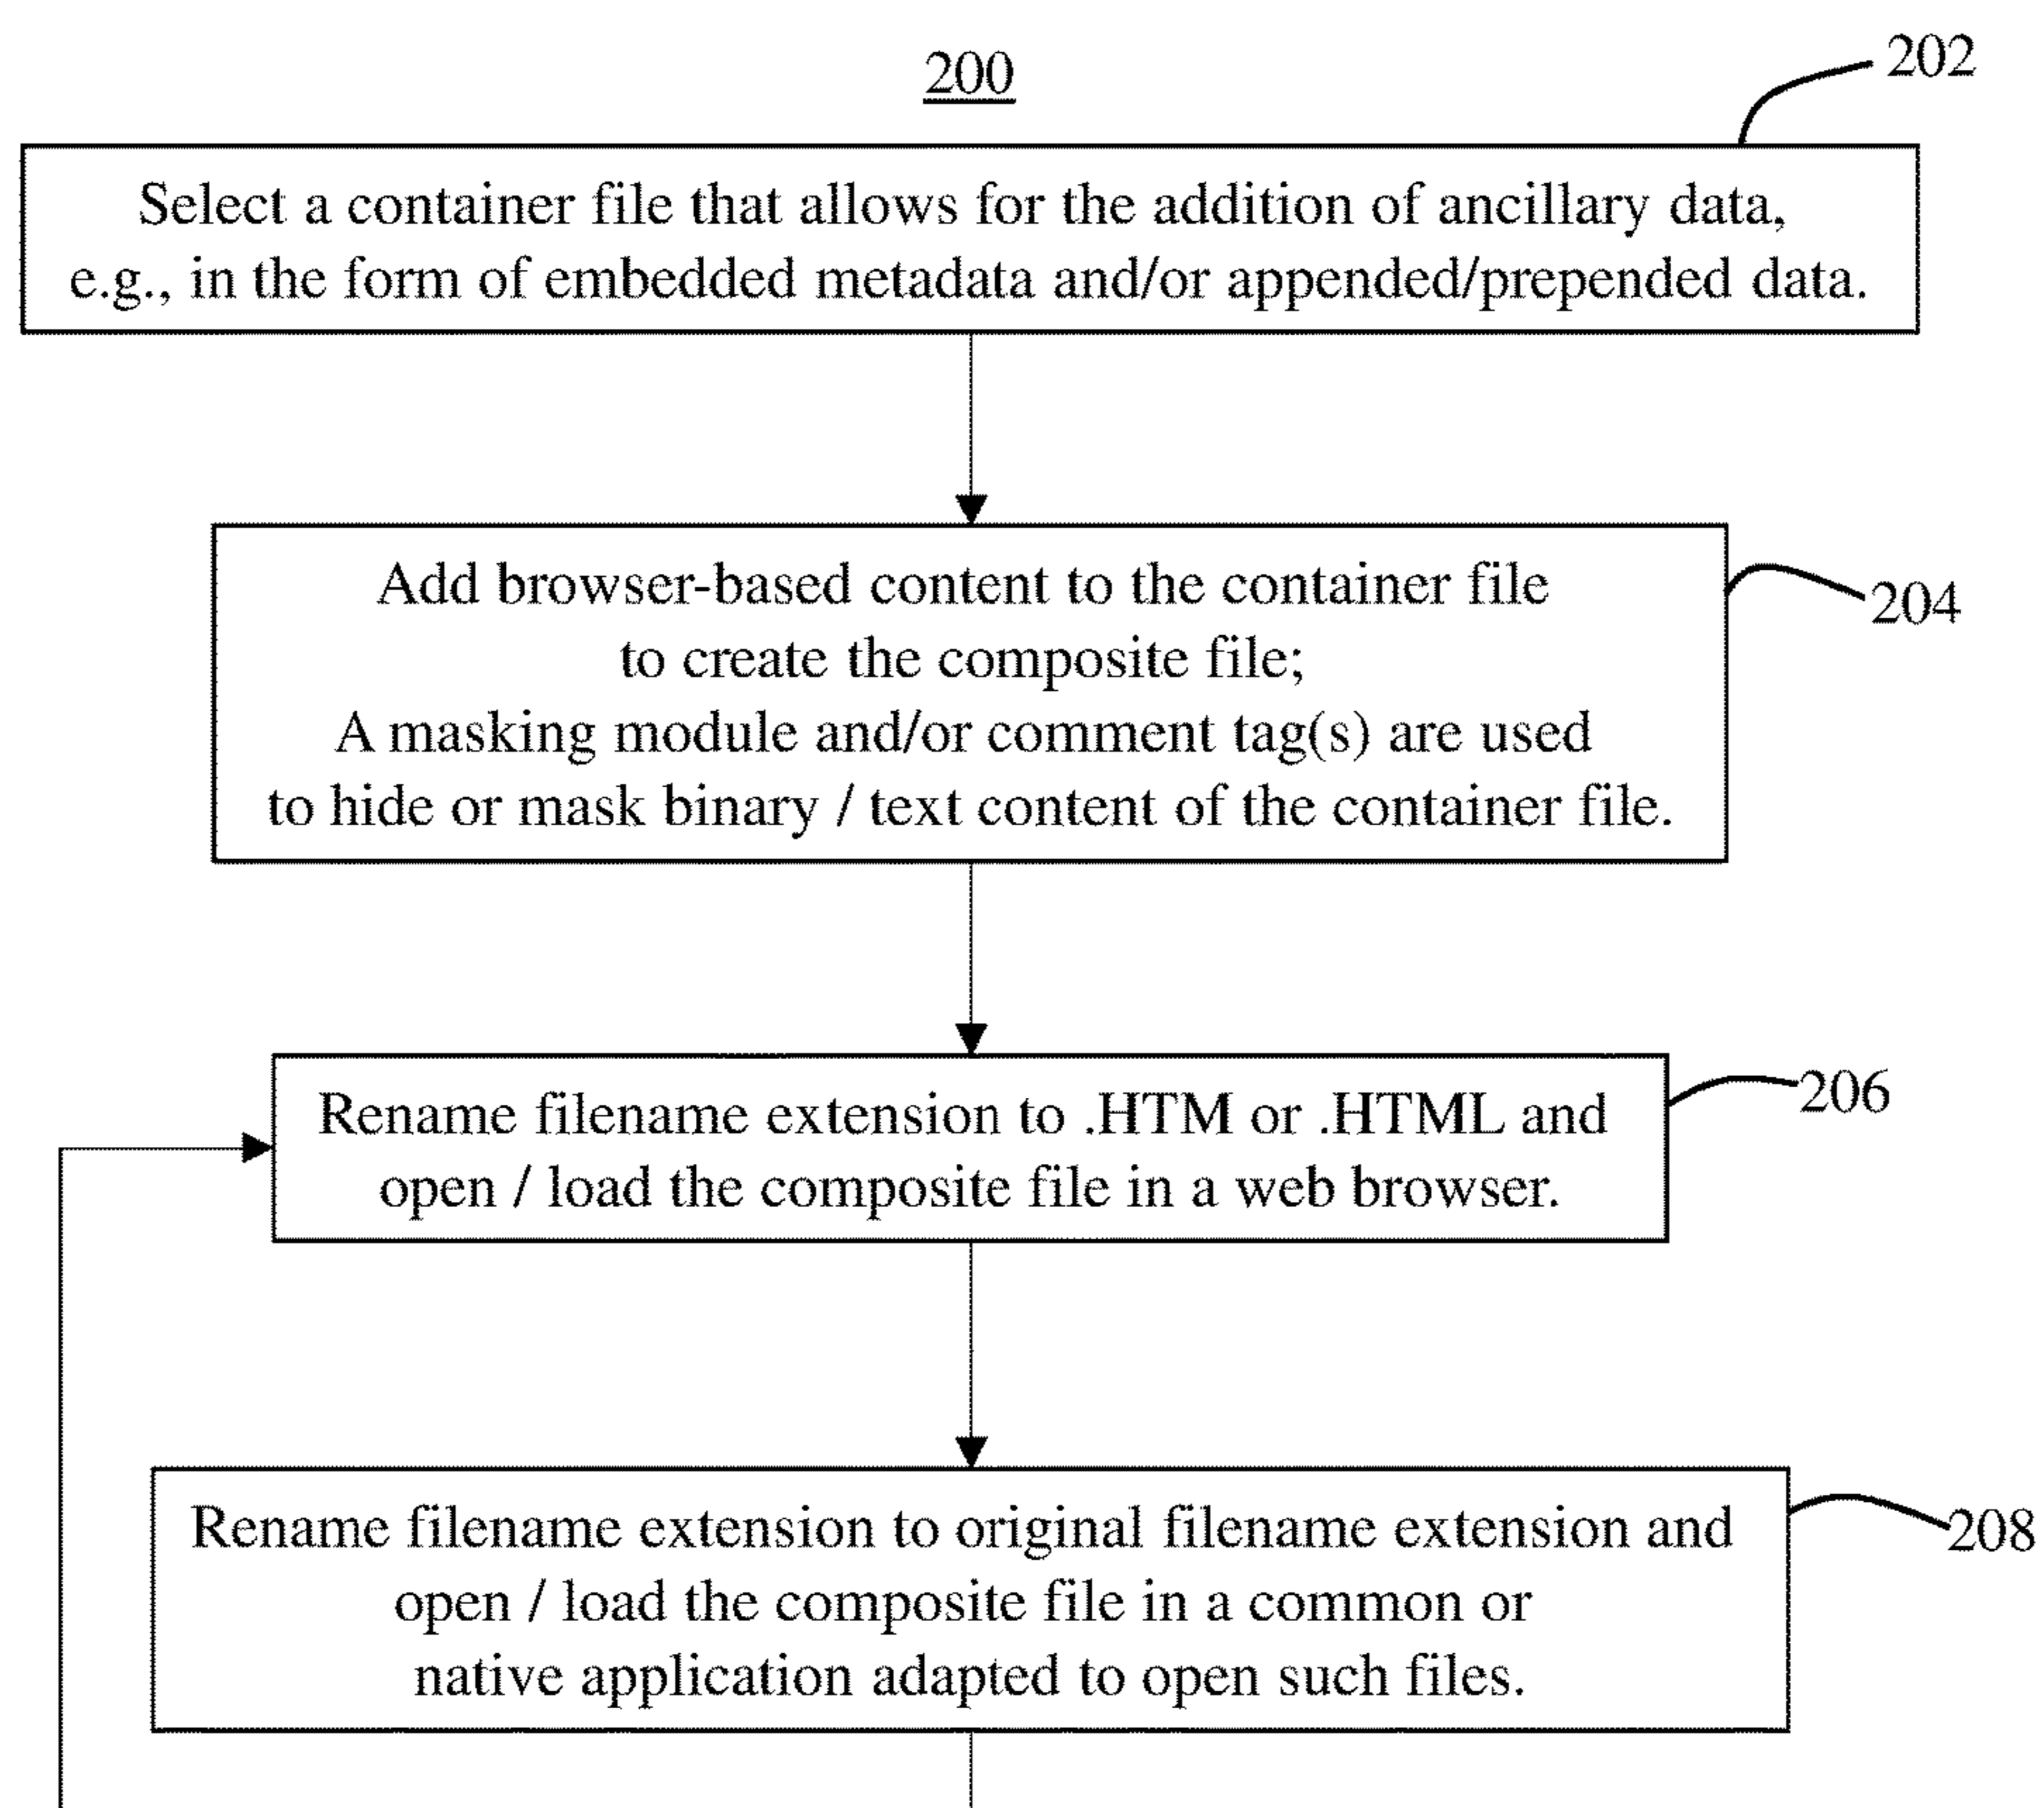 200
202
Select a container file that allows for the addition of ancillary data,
e.g., in the form of embedded metadata and/or appended/prepended data.
Add browser-based content to the container file
to create the composite file;
A masking module and/or comment tag(s) are used
to hide or mask binary / text content of the container file.
204
Rename filename extension to .HTM or .HTML and
open / load the composite file in a web browser.
206
Rename filename extension to original filename extension and
open / load the composite file in a common or
native application adapted to open such files.
208